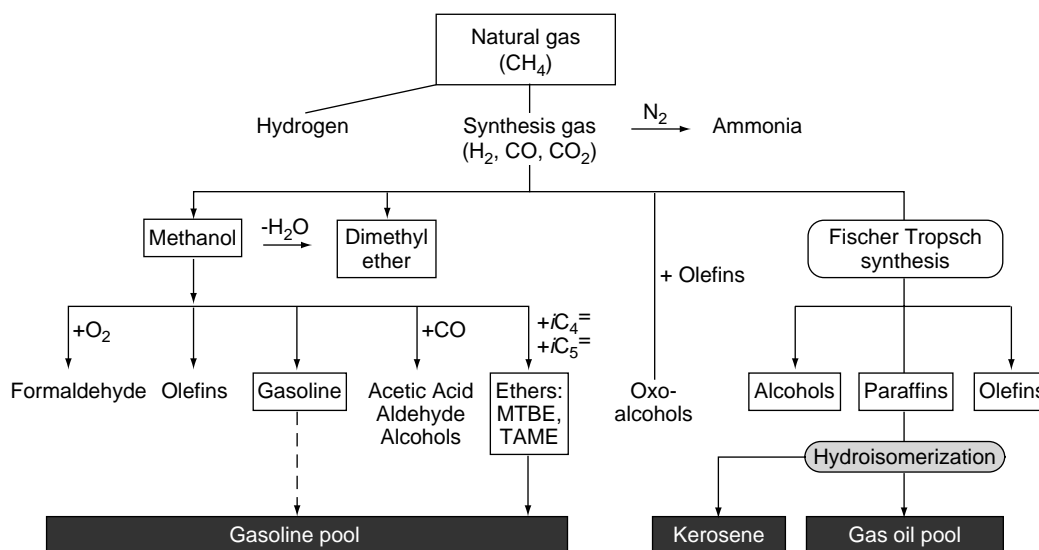 Natural gas
(CH₄)
Hydrogen
Synthesis gas
(H₂, CO, CO₂)
N₂
Ammonia
Methanol
-H₂O
Dimethyl
ether
+ Olefins
Fischer Tropsch
synthesis
+O₂
+CO
+iC₄=
+iC₅=
Formaldehyde
Olefins
Gasoline
Acetic Acid
Aldehyde
Alcohols
Ethers:
MTBE,
TAME
Oxo-
alcohols
Alcohols
Paraffins
Olefins
Hydroisomerization
Gasoline pool
Kerosene
Gas oil pool